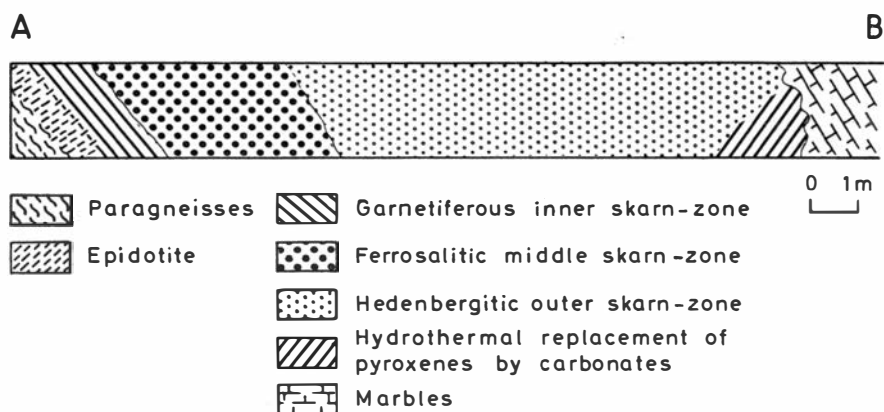 A B
0 1m
Paragneisses
Epidotite
Garnetiferous inner skarn-zone
Ferrosalitic middle skarn-zone
Hedenbergitic outer skarn-zone
Hydrothermal replacement of
pyroxenes by carbonates
Marbles